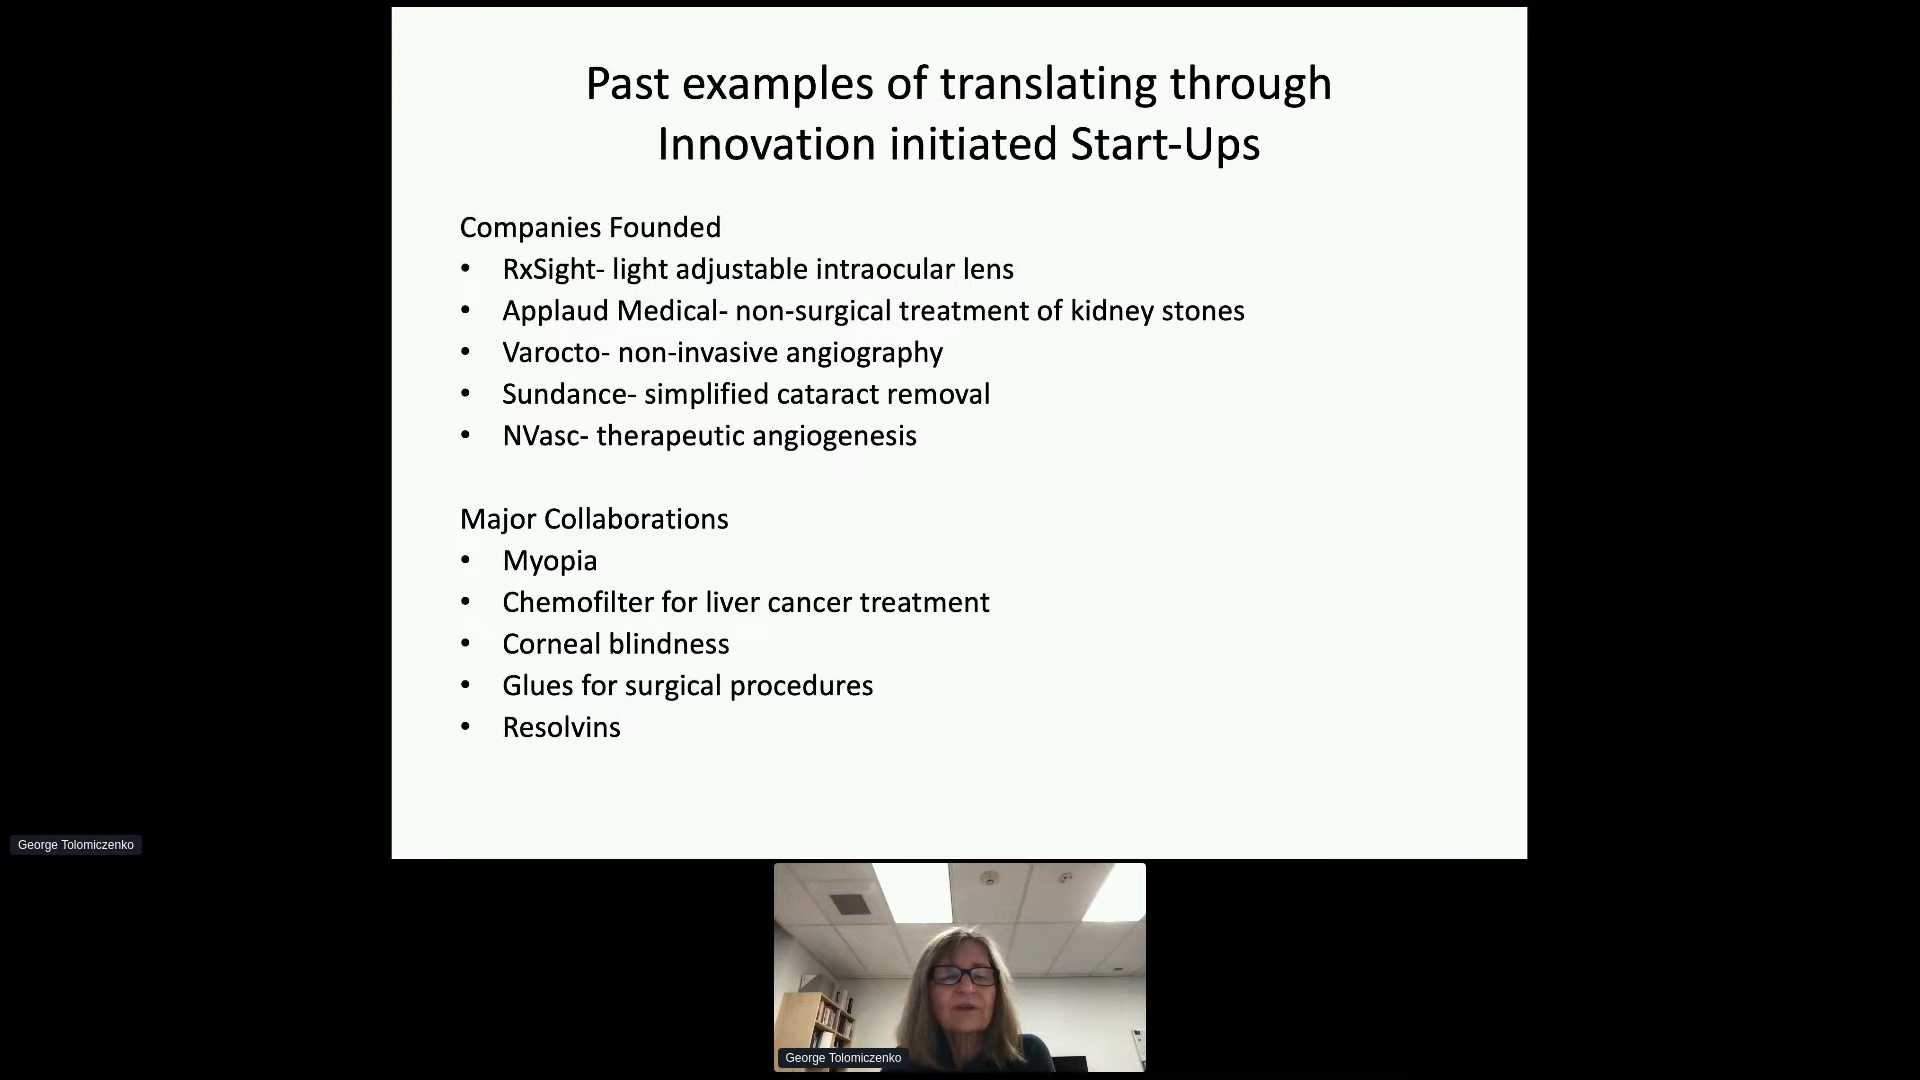 Past examples of translating through
Innovation initiated Start-Ups
Companies Founded
• RxSight- light adjustable intraocular lens
• Applaud Medical- non-surgical treatment of kidney stones
• Varocto- non-invasive angiography
• Sundance- simplified cataract removal
• NVasc- therapeutic angiogenesis
Major Collaborations
• Myopia
• Chemofilter for liver cancer treatment
• Corneal blindness
• Glues for surgical procedures
• Resolvins
George Tolomiczenko
George Tolomiczenko